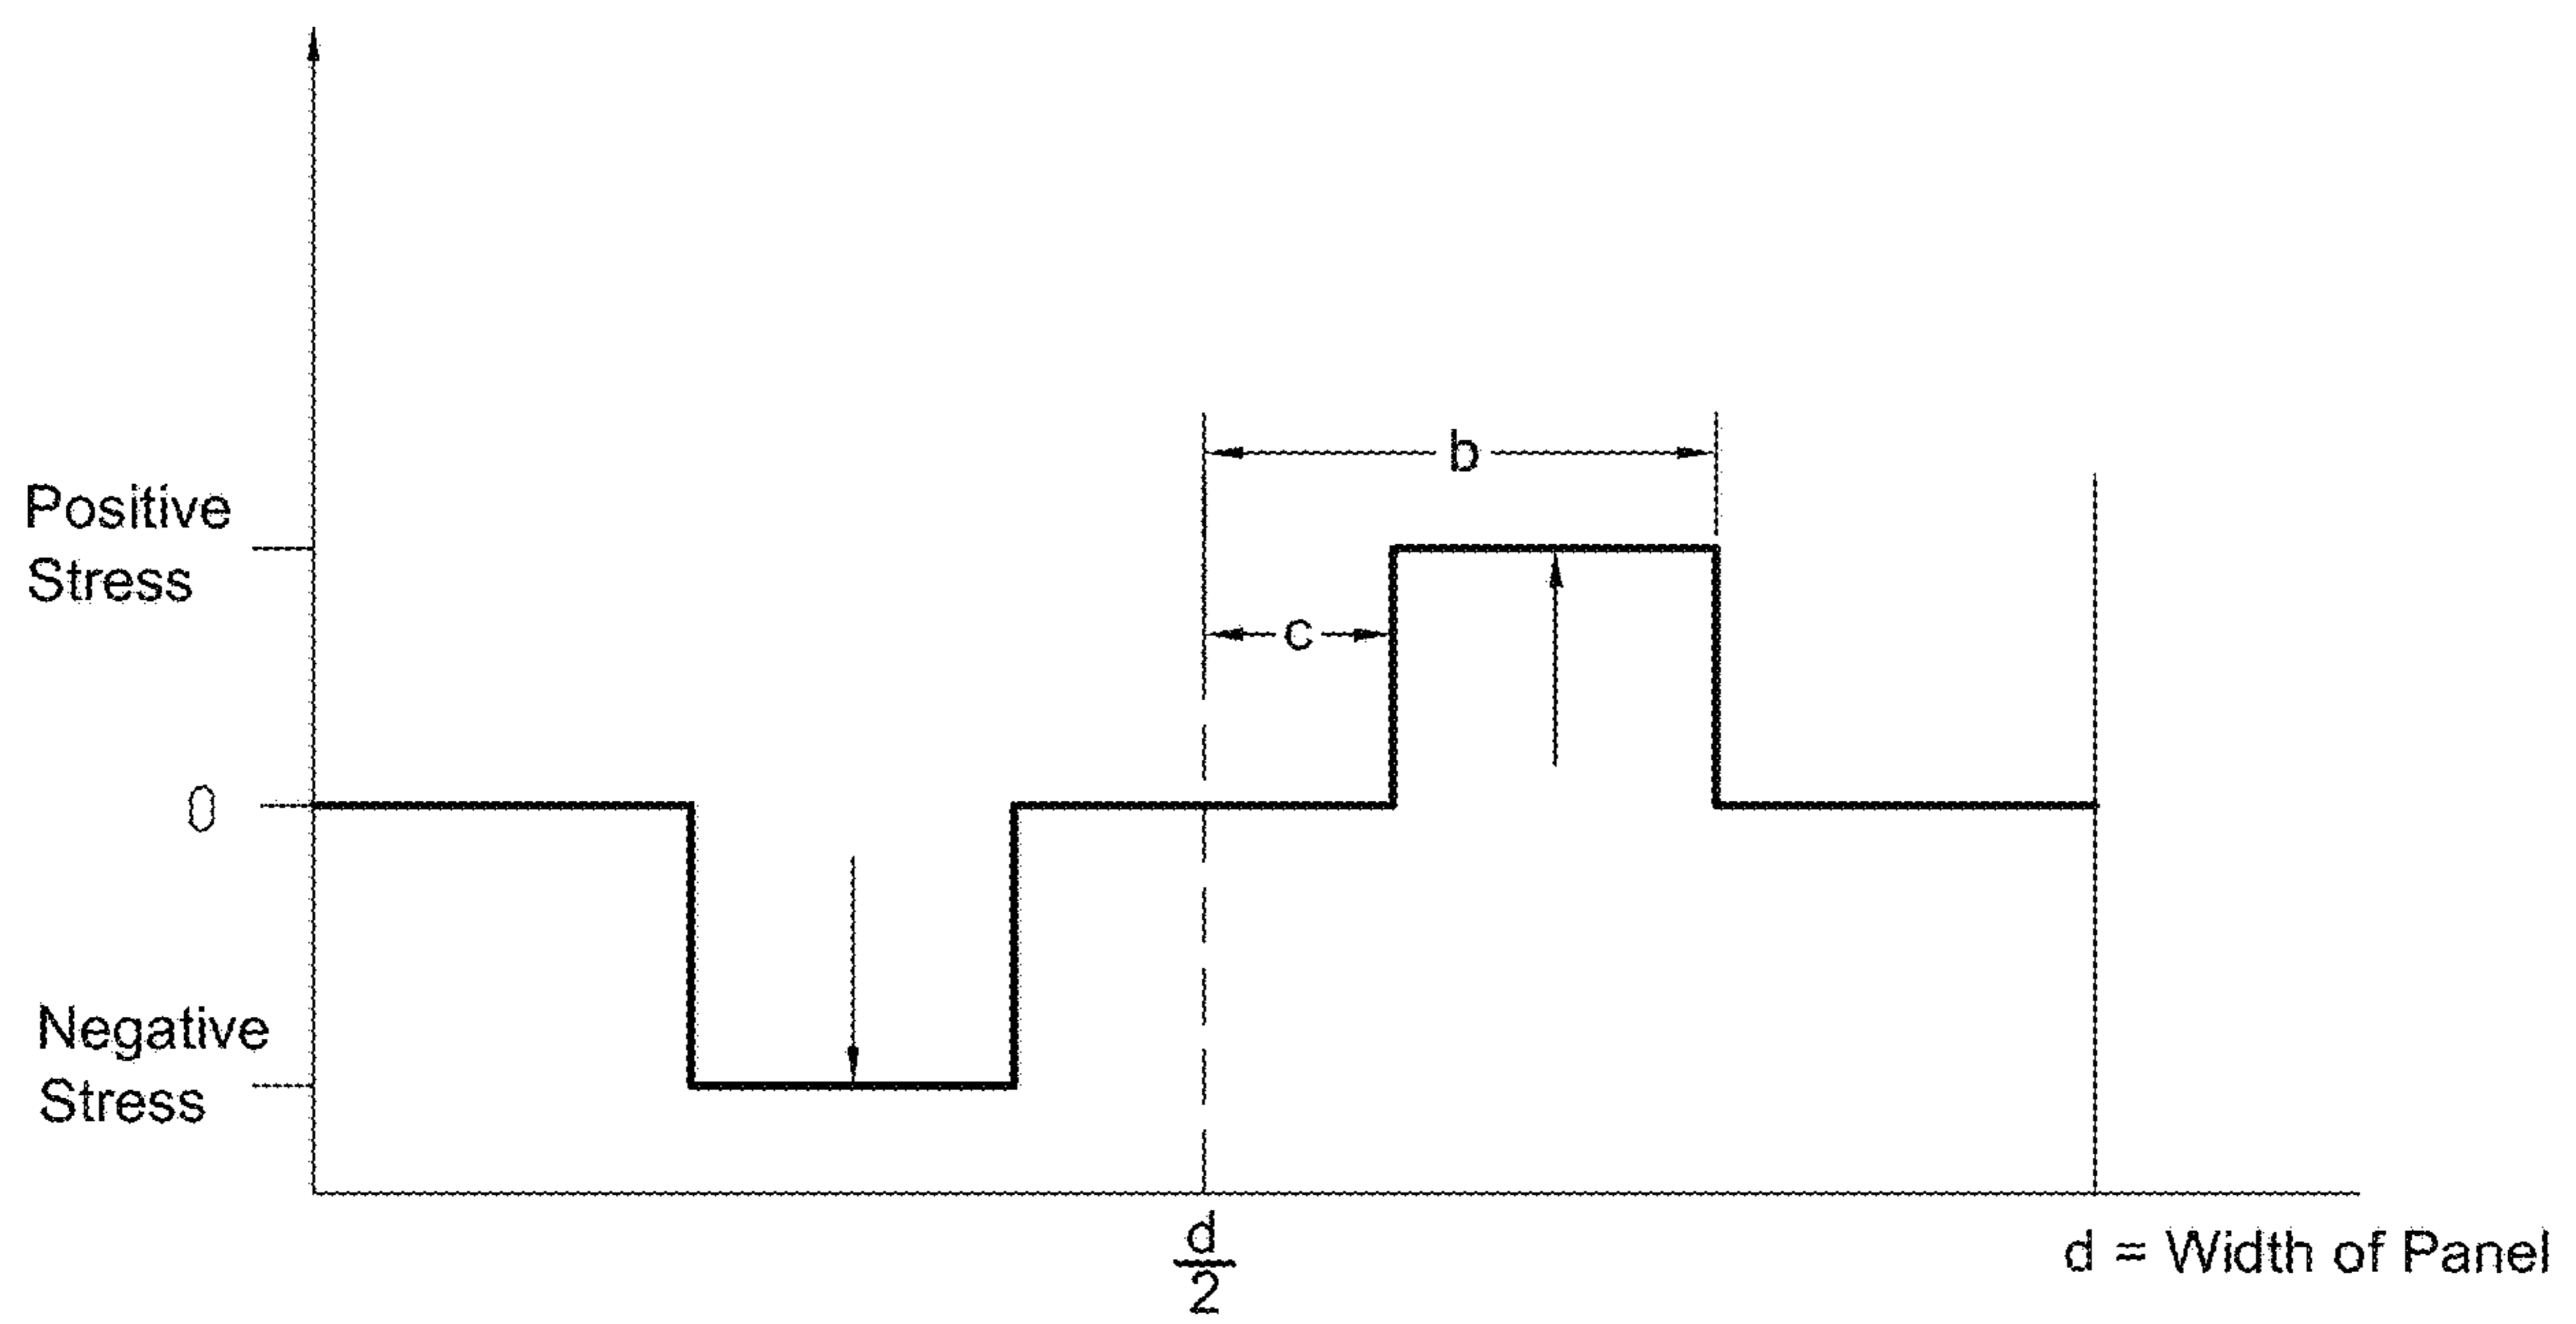 b
Positive
Stress
c
0
Negative
Stress
d
2
d = Width of Panel